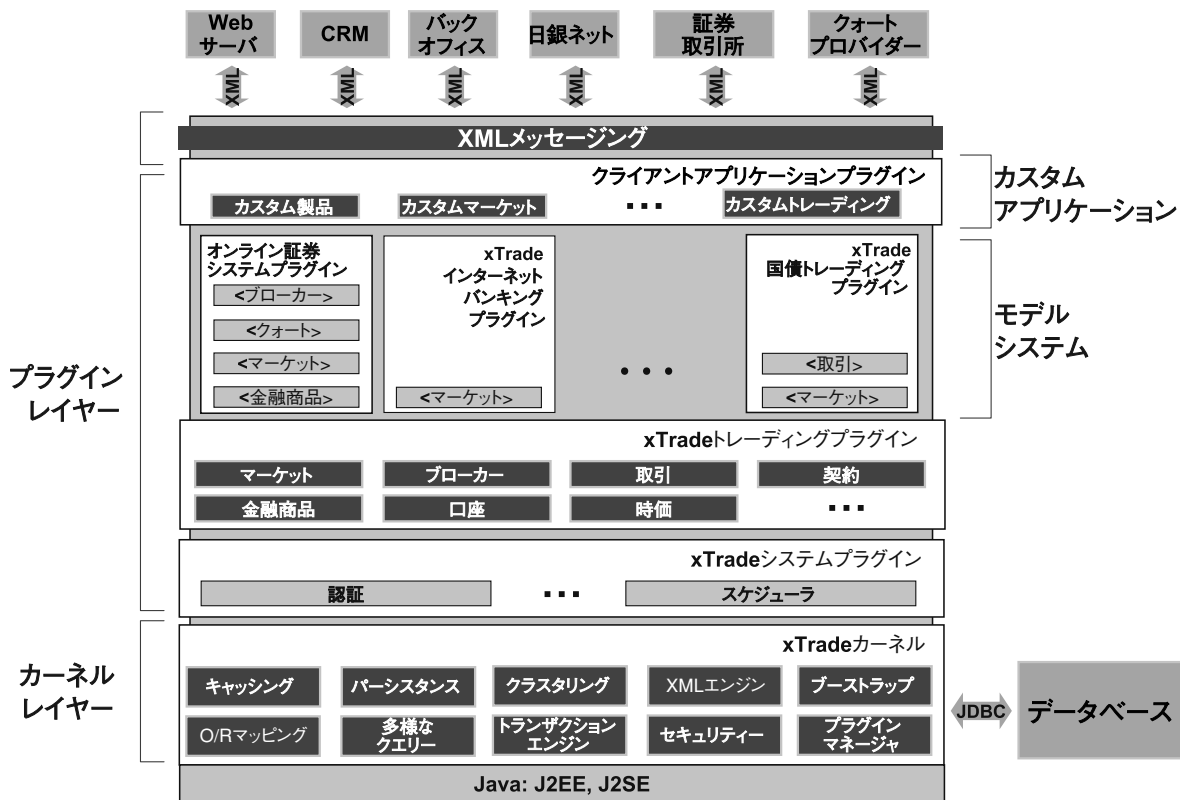 Web
サーバ
CRM
バック
オフィス
日銀ネット
証券
取引所
クォート
プロバイダー
XML
XML
XML
XML
XML
XML
XMLメッセージング
クライアントアプリケーションプラグイン
カスタム製品
カスタムマーケット
...
カスタムトレーディング
カスタム
アプリケーション
オンライン証券
システムプラグイン
<ブローカー>
<クォート>
<マーケット>
<金融商品>
xTrade
インターネット
バンキング
プラグイン
<マーケット>
...
xTrade
国債トレーディング
プラグイン
<取引>
<マーケット>
モデル
システム
プラグイン
レイヤー
xTradeトレーディングプラグイン
マーケット
ブローカー
取引
契約
金融商品
口座
時価
...
xTradeシステムプラグイン
認証
...
スケジューラ
カーネル
レイヤー
xTradeカーネル
キャッシング
パーシスタンス
クラスタリング
XMLエンジン
ブーストラップ
O/Rマッピング
多様な
クエリー
トランザクション
エンジン
セキュリティー
プラグイン
マネージャ
JDBC
データベース
Java: J2EE, J2SE